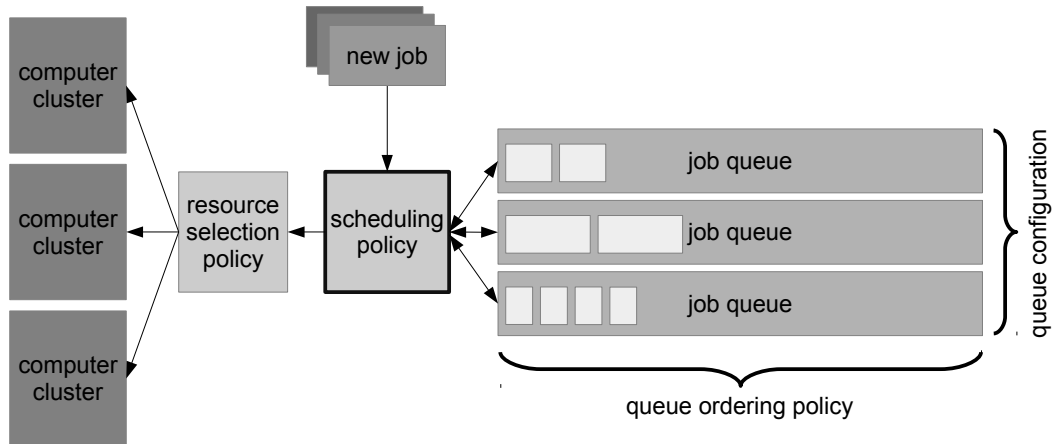 computer
cluster
new job
computer
cluster
resource
selection
policy
scheduling
policy
job queue
job queue
job queue
queue configuration
computer
cluster
queue ordering policy